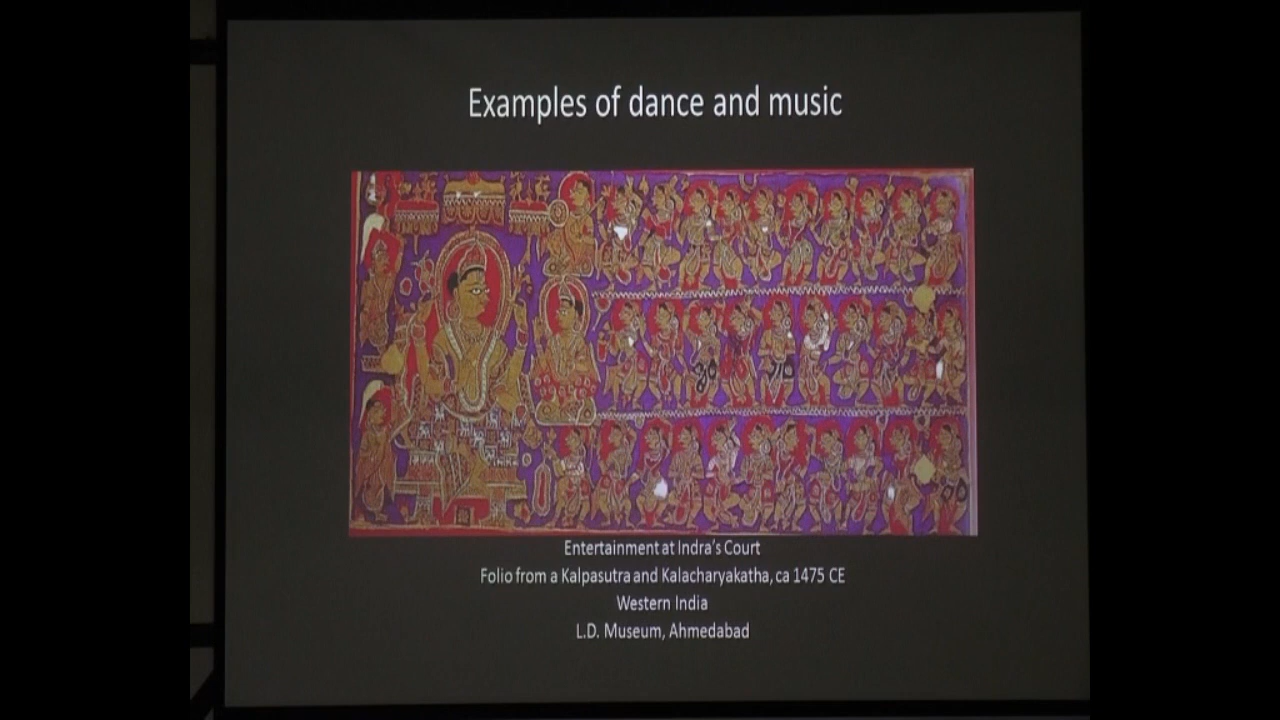 Examples of dance and music
Entertainment at Indra's Court
Folio from a Kalpasutra and Kalacharyakatha, ca 1475 CE
Western India
L.D. Museum, Ahmedabad